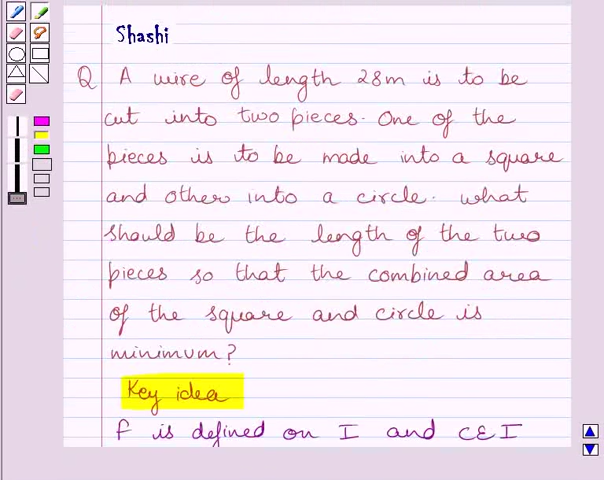 Shashi
Q A wire of length 28m is to be
cut into two pieces. One of the
pieces is to be made into a square
and other into a circle. what
should be the length of the two
pieces so that the combined area
of the square and circle is
minimum?
Key idea
f is defined on I and c ε I